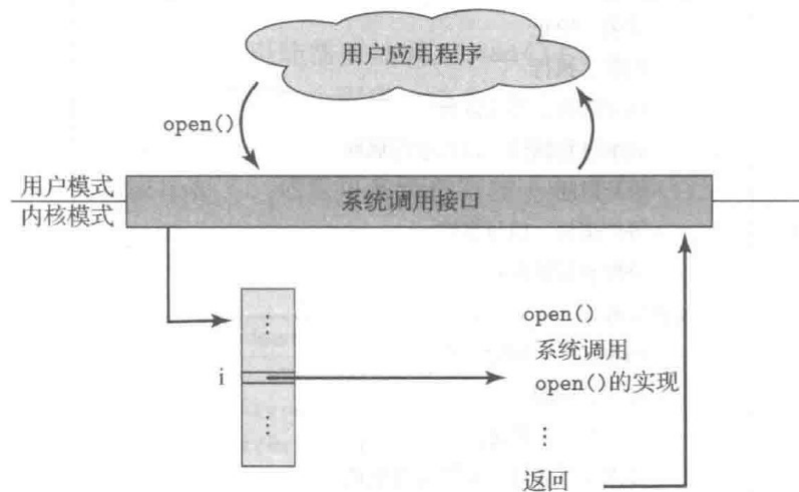 用户应用程序
open()
用户模式
系统调用接口
内核模式
⋮
i
⋮
open()
系统调用
open()的实现
⋮
返回